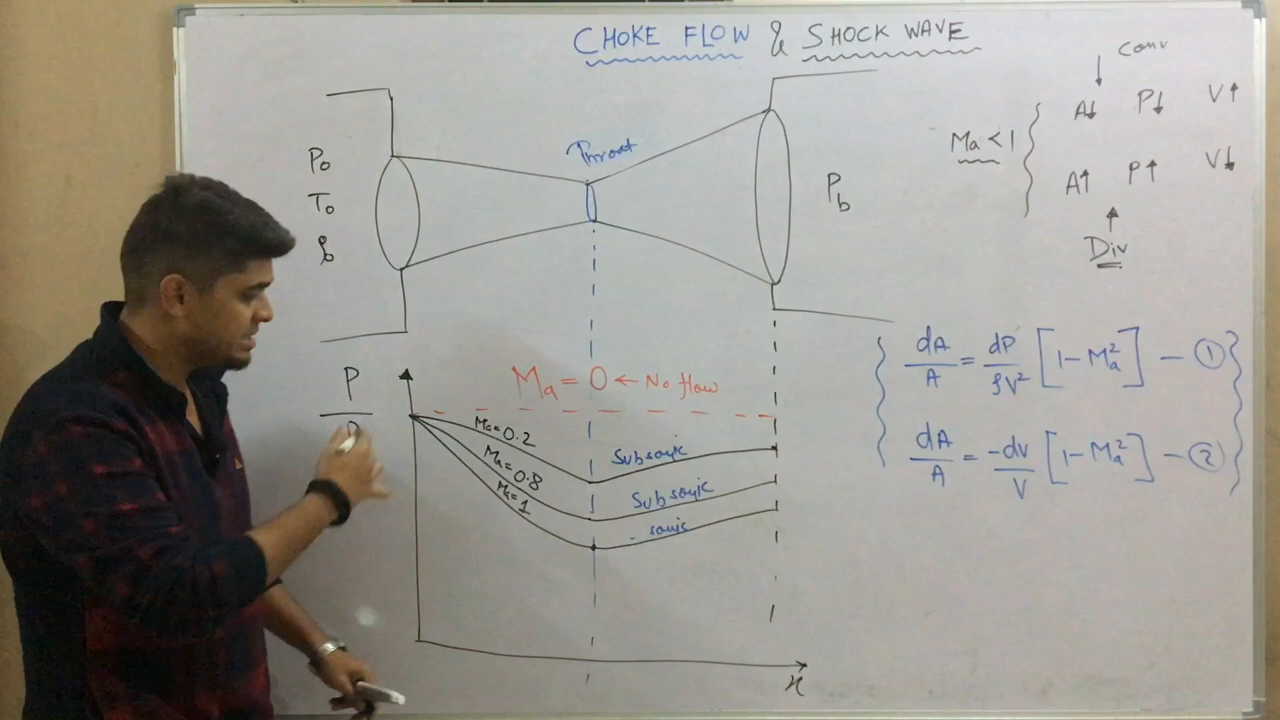 CHOKE FLOW & SHOCK WAVE
Conv
A↓ P↓ V↑
Ma < 1
A↑ P↑ V↓
Div
Throat
Po
To
ρo
Pb
dA/A = dP/ρV² [1-Ma²] - ①
dA/A = -dV/V [1-Ma²] - ②
P
Ma = 0 ← No flow
Ma=0.2
Subsonic
Ma=0.8
Subsonic
Ma=1
sonic
x